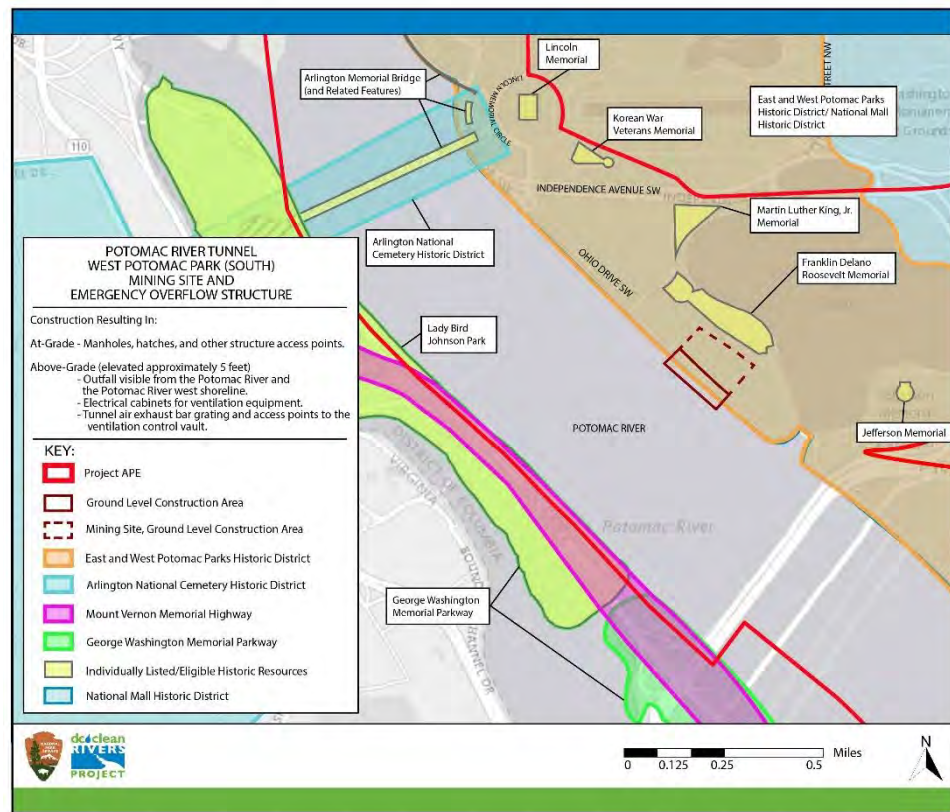 Lincoln
Memorial
Arlington Memorial Bridge
(and Related Features)
LINCOLN MEMORIAL CIRCLE
STREET NW
East and West Potomac Parks
Historic District/ National Mall
Historic District
Korean War
Veterans Memorial
110
INDEPENDENCE AVENUE SW
Martin Luther King, Jr.
Memorial
Arlington National
Cemetery Historic District
OHIO DRIVE SW
Franklin Delano
Roosevelt Memorial
POTOMAC RIVER TUNNEL
WEST POTOMAC PARK (SOUTH)
MINING SITE AND
EMERGENCY OVERFLOW STRUCTURE
Construction Resulting In:
At-Grade - Manholes, hatches, and other structure access points.
Above-Grade (elevated approximately 5 feet)
- Outfall visible from the Potomac River and
the Potomac River west shoreline.
- Electrical cabinets for ventilation equipment.
- Tunnel air exhaust bar grating and access points to the
ventilation control vault.
Lady Bird
Johnson Park
POTOMAC RIVER
Jefferson Memorial
DISTRICT OF COLUMBIA
VIRGINIA
Potomac River
George Washington
Memorial Parkway
KEY:
Project APE
Ground Level Construction Area
Mining Site, Ground Level Construction Area
East and West Potomac Parks Historic District
Arlington National Cemetery Historic District
Mount Vernon Memorial Highway
George Washington Memorial Parkway
Individually Listed/Eligible Historic Resources
National Mall Historic District
dc clean
RIVERS
PROJECT
Miles
0 0.125 0.25 0.5
N